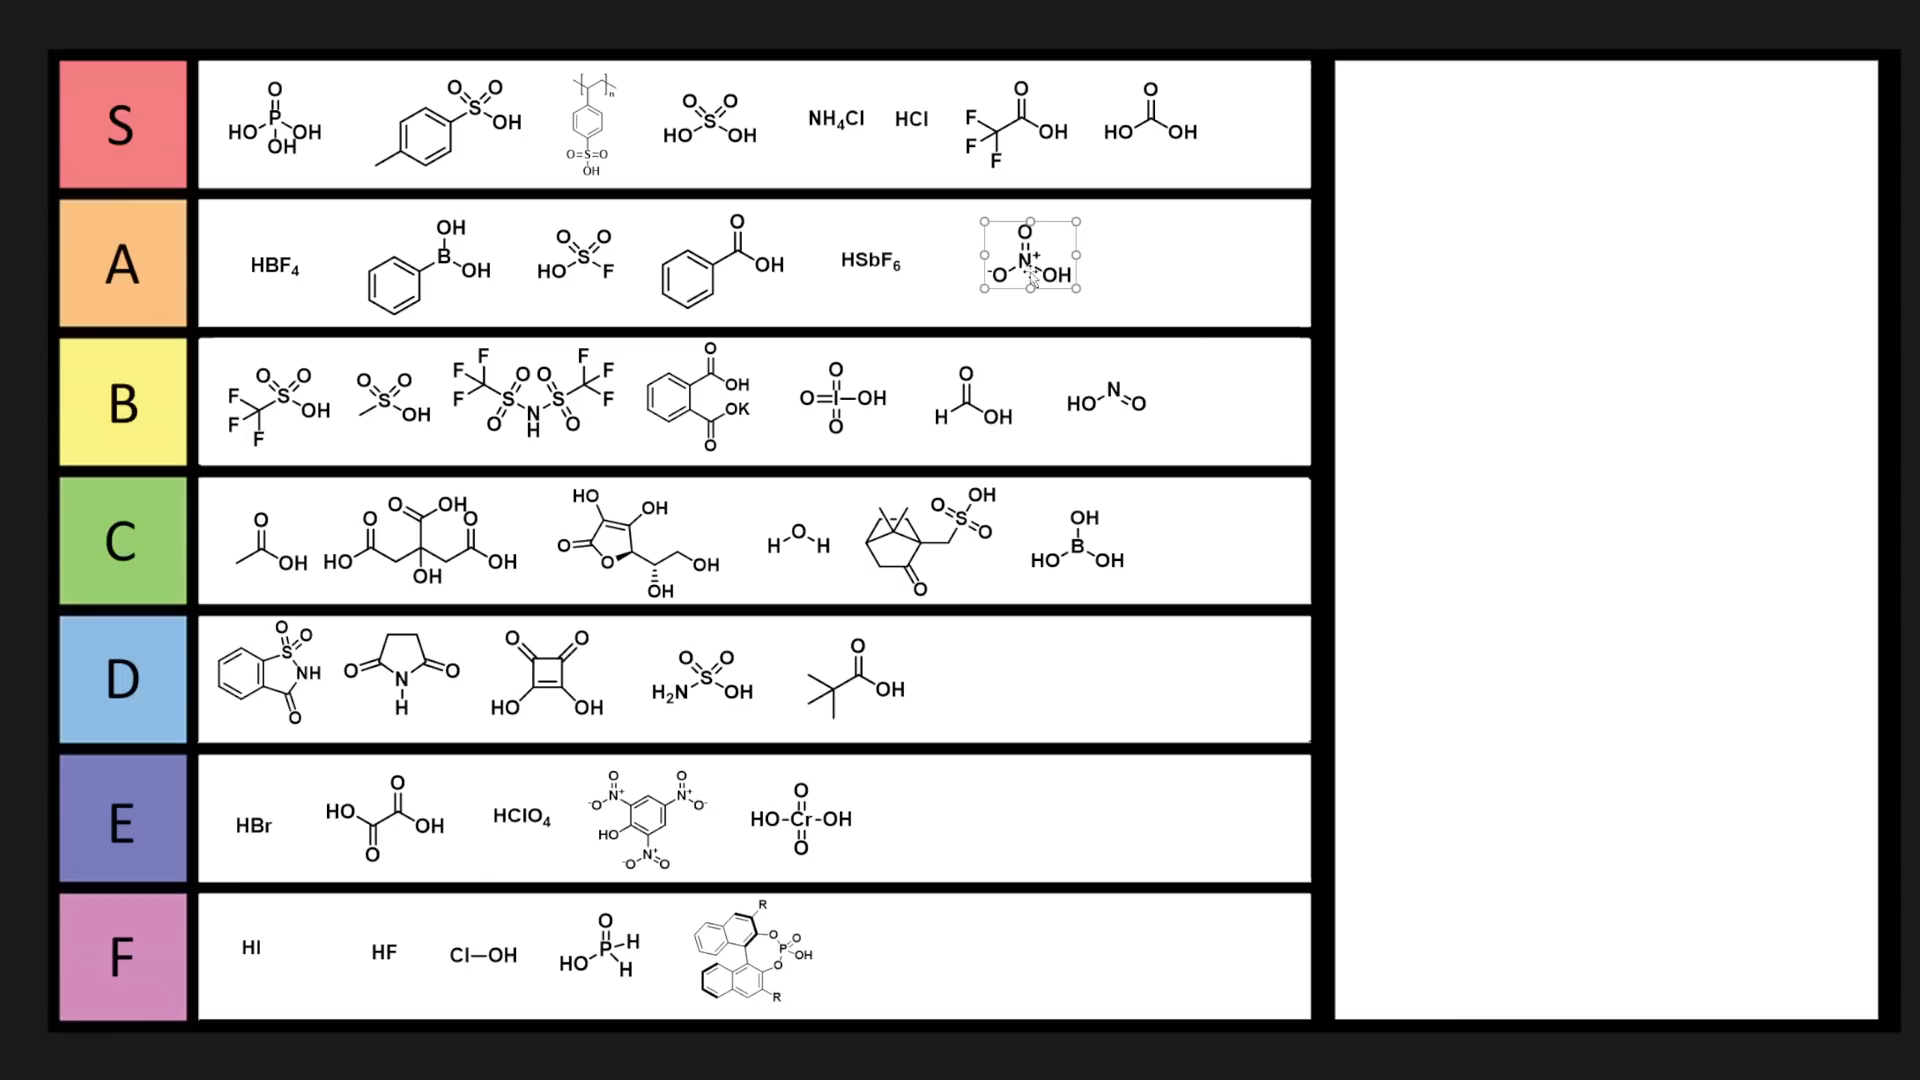 S
O
HO P OH
OH
O O
S OH
n
O=S=O
OH
O O
HO S OH
NH4Cl
HCl
O
F OH
F
F
O
HO OH
A
HBF4
OH
B OH
O O
HO S F
O
OH
HSbF6
O
N+
-O OH
B
O O
F S OH
F
F
O O
S OH
F F
F F
O O
F S S F
N
O H O
O
OH
OK
O
O
O=I-OH
O
O
H OH
HO N O
C
O
OH
O OH
O O
HO OH
OH
HO OH
O
O OH
OH
H O H
OH
O S O
O
OH
B
HO OH
D
O O
S
NH
O
O O
N
H
O O
HO OH
O O
H2N S OH
O
OH
E
HBr
O
HO OH
O
HClO4
O O
-O N+ N+ O-
HO
N+
-O O
O
HO-Cr-OH
O
F
HI
HF
Cl—OH
O
P H
HO H
R
O O
P
O OH
R